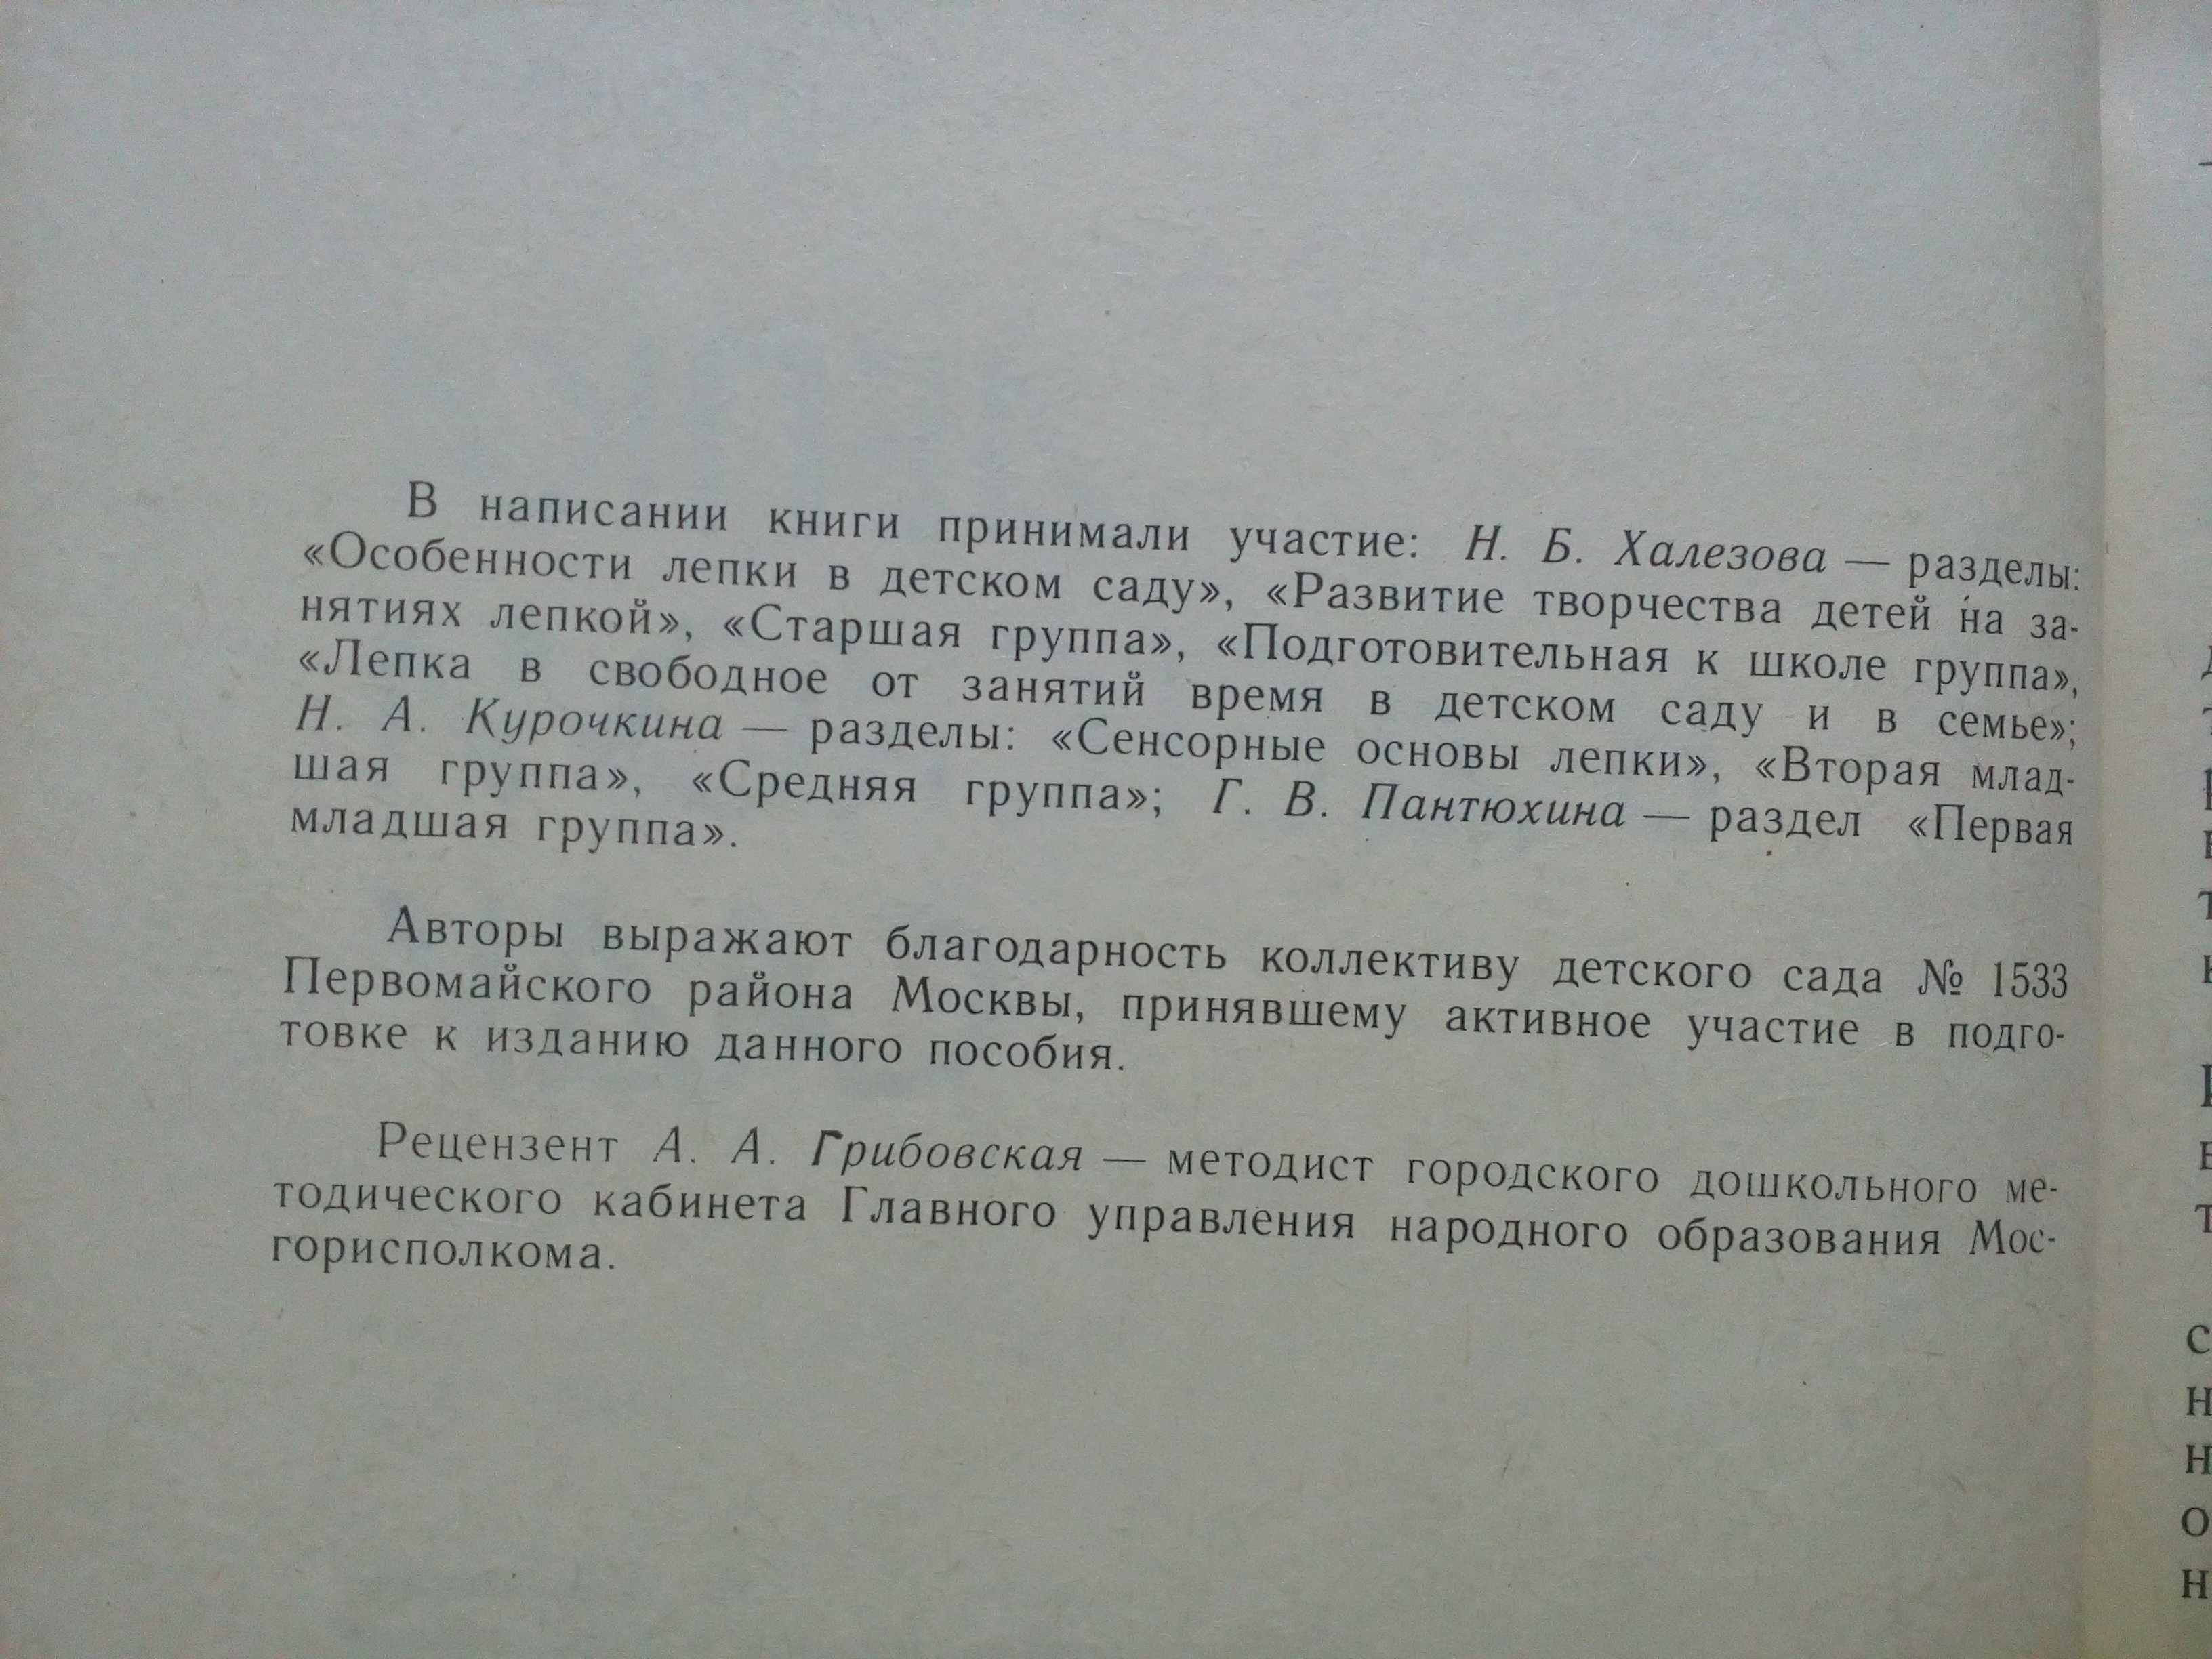 В написании книги принимали участие: Н. Б. Халезова — разделы:
«Особенности лепки в детском саду», «Развитие творчества детей на за-
нятиях лепкой», «Старшая группа», «Подготовительная к школе группа»,
«Лепка в свободное от занятий время в детском саду и в семье»;
Н. А. Курочкина — разделы: «Сенсорные основы лепки», «Вторая млад-
шая группа», «Средняя группа»; Г. В. Пантюхина — раздел «Первая
младшая группа».
Авторы выражают благодарность коллективу детского сада № 1533
Первомайского района Москвы, принявшему активное участие в подго-
товке к изданию данного пособия.
Рецензент А. А. Грибовская — методист городского дошкольного ме-
тодического кабинета Главного управления народного образования Мос-
горисполкома.